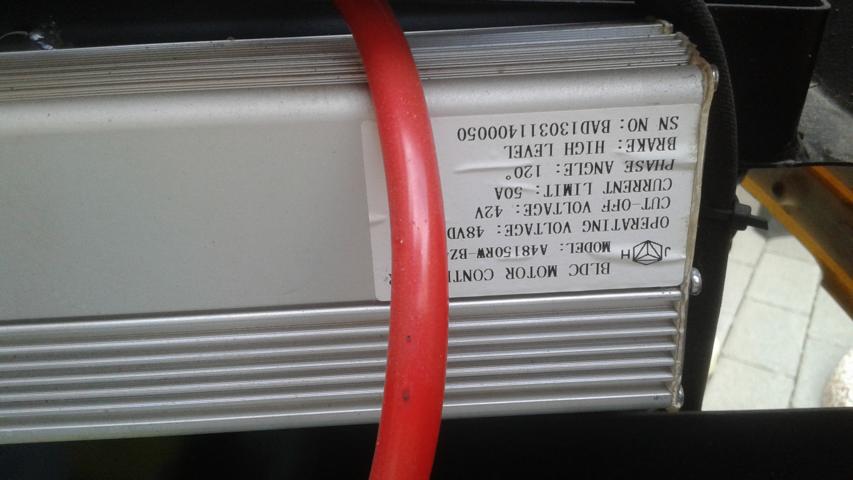 BLDC MOTOR CONT R
J H
MODEL: A48150RW-BZ
OPERATING VOLTAGE: 48VD
CUT-OFF VOLTAGE: 42V
CURRENT LIMIT: 50A
PHASE ANGLE: 120°
BRAKE: HIGH LEVEL
SN NO: BAD130311400050